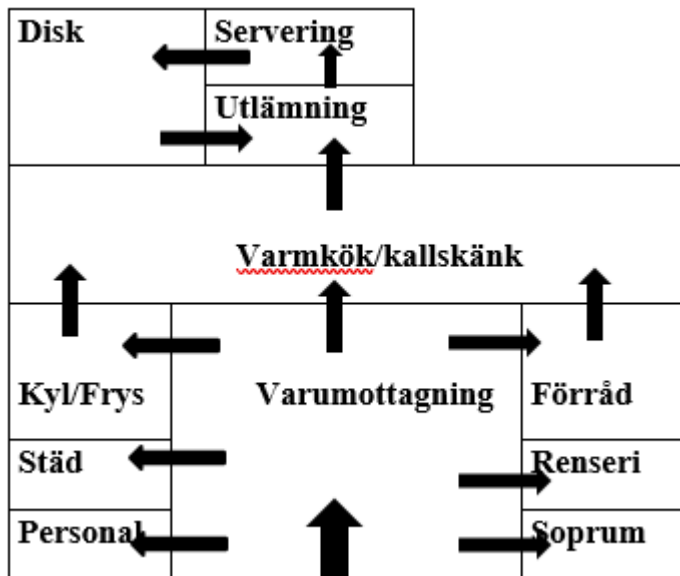 Disk
Servering
Utlämning
Varmkök/kallskänk
Kyl/Frys
Varumottagning
Förråd
Städ
Renseri
Personal
Soprum